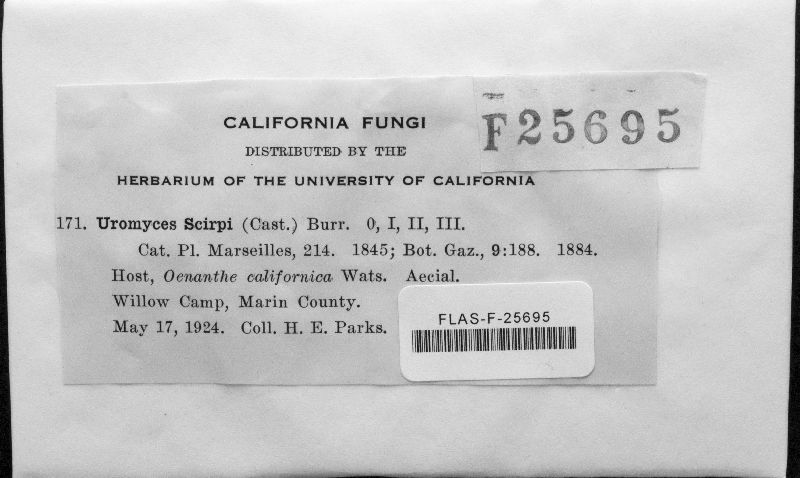 CALIFORNIA FUNGI
F25695
DISTRIBUTED BY THE
HERBARIUM OF THE UNIVERSITY OF CALIFORNIA
171. Uromyces Scirpi (Cast.) Burr. 0, I, II, III.
Cat. Pl. Marseilles, 214. 1845; Bot. Gaz., 9:188. 1884.
Host, Oenanthe californica Wats. Aecial.
Willow Camp, Marin County.
May 17, 1924. Coll. H. E. Parks.
FLAS-F-25695